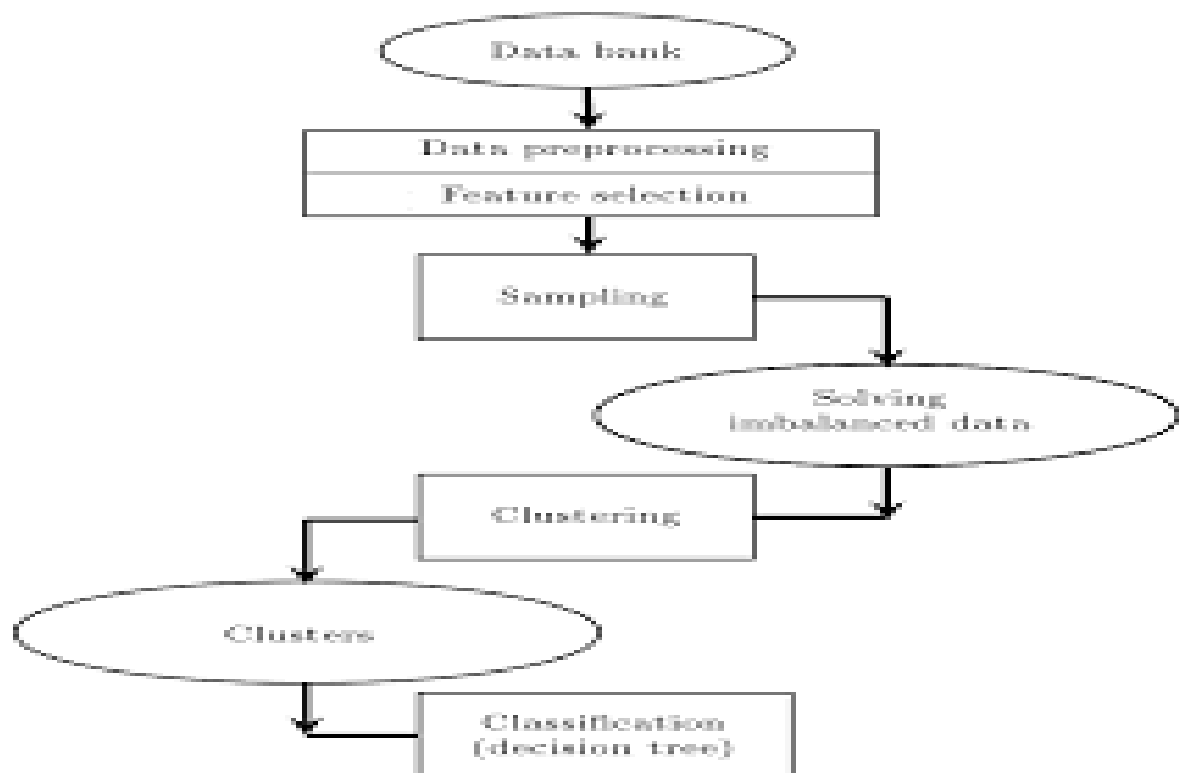 Data bank
Data preprocessing
Feature selection
Sampling
Solving
imbalanced data
Clustering
Clusters
Classification
(decision tree)